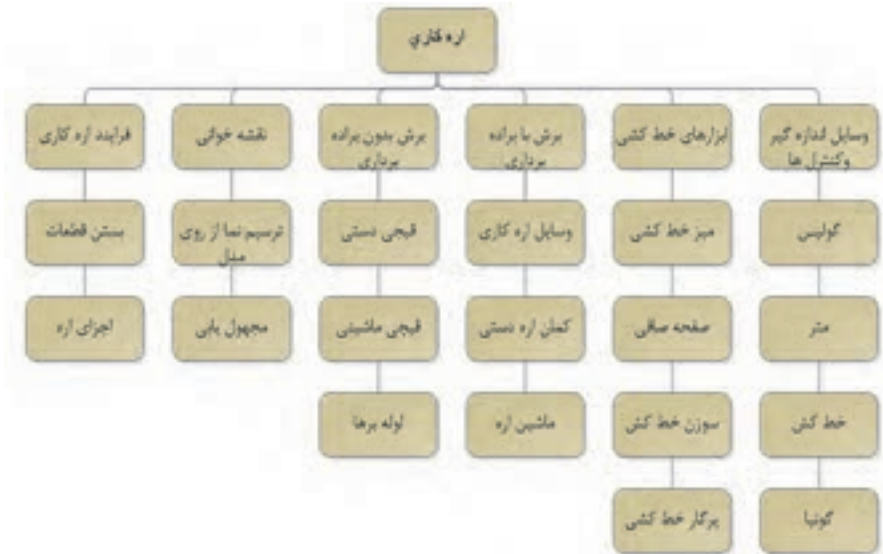 اره کاري
وسایل اندازه گیر
وکنترل ها
ابزارهای خط کشی
برش با براده
برداری
برش بدون براده
برداری
نقشه خوانی
فرایند اره کاری
کولیس
میز خط کشی
وسایل اره کاری
قیچی دستی
ترسیم نما از روی
مدل
بستن قطعات
متر
صفحه صافی
کمان اره دستی
قیچی ماشینی
مجهول یابی
اجزای اره
خط کش
سوزن خط کش
ماشین اره
لوله برها
گونیا
پرگار خط کشی